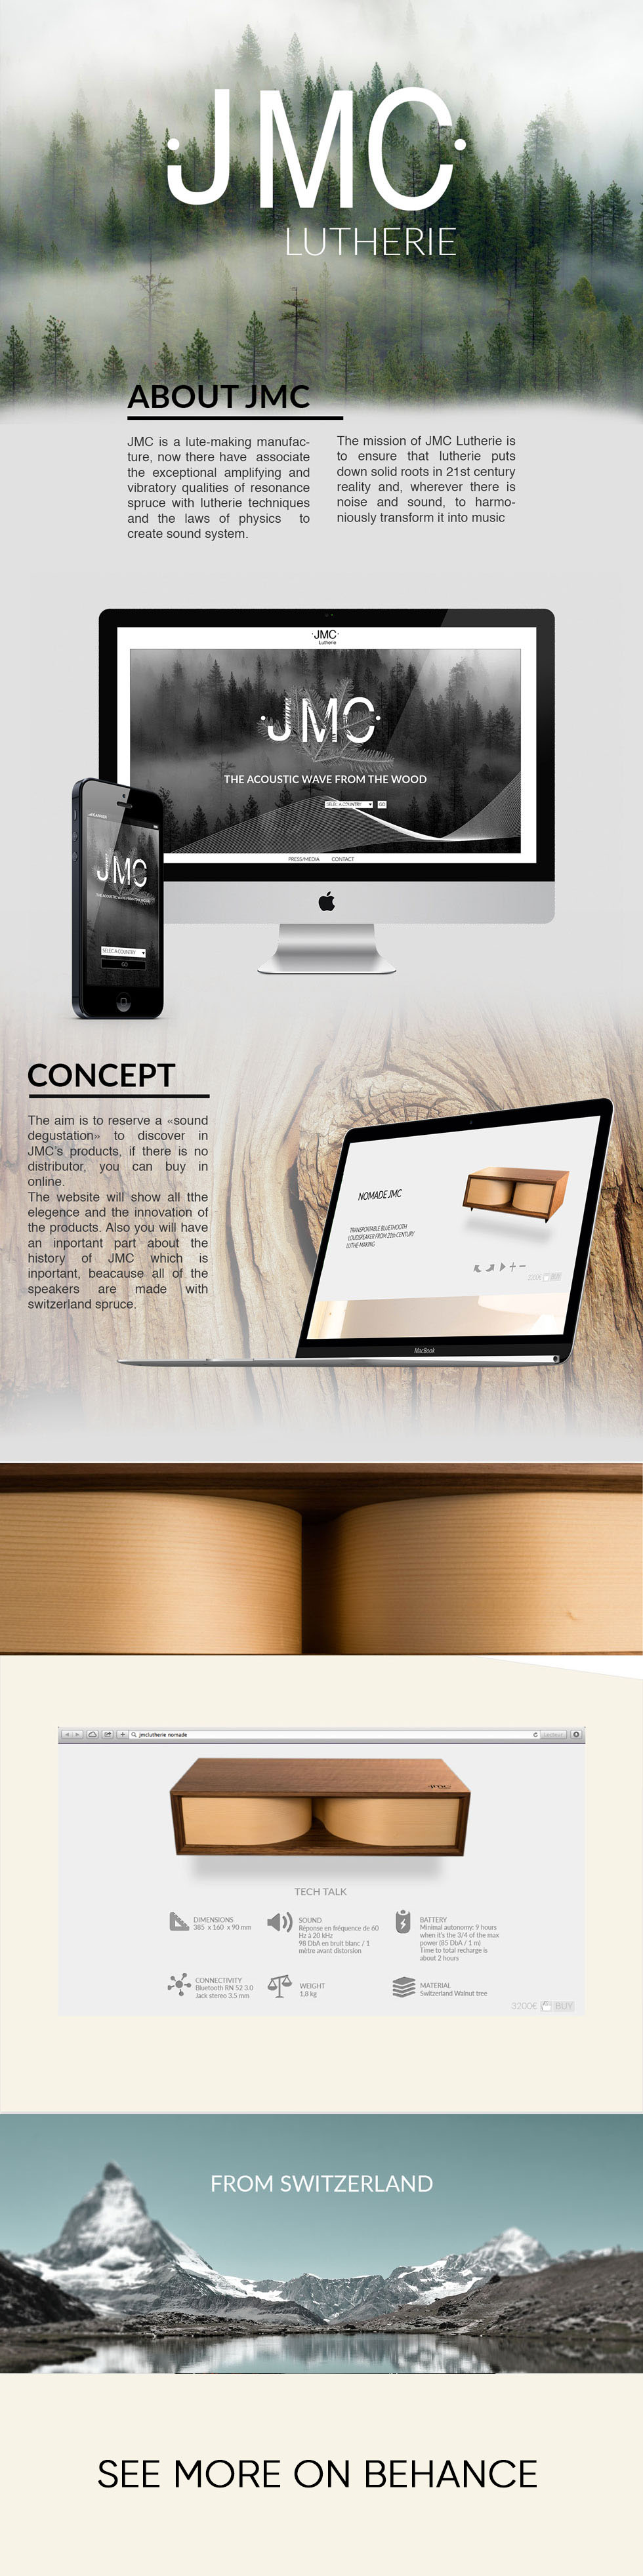 JMC
LUTHERIE
ABOUT JMC
JMC is a lute-making manufac-
ture, now there have associate
the exceptional amplifying and
vibratory qualities of resonance
spruce with lutherie techniques
and the laws of physics to
create sound system.
The mission of JMC Lutherie is
to ensure that lutherie puts
down solid roots in 21st century
reality and, wherever there is
noise and sound, to harmo-
niously transform it into music
JMC
Lutherie
JMC
THE ACOUSTIC WAVE FROM THE WOOD
SELEC A COUNTRY
GO
PRESS/MEDIA CONTACT
JMC
THE ACOUSTIC WAVE FROM THE WOOD
SELEC A COUNTRY
GO
CONCEPT
The aim is to reserve a «sound
degustation» to discover in
JMC's products, if there is no
distributor, you can buy in
online.
The website will show all tthe
elegence and the innovation of
the products. Also you will have
an inportant part about the
history of JMC which is
inportant, beacause all of the
speakers are made with
switzerland spruce.
NOMADE JMC
TRANSPORTABLE BLUETHOOTH
LOUDSPEAKER FROM 21th CENTURY
LUTHE MAKING
BUY
MacBook
jmclutherie nomade
JMC
TECH TALK
DIMENSIONS
385 x 160 x 90 mm
SOUND
Réponse en fréquence de 60
Hz à 20 kHz
98 DbA en bruit blanc / 1
mètre avant distorsion
BATTERY
Minimal autonomy: 9 hours
when it's the 3/4 of the max
power (85 DbA / 1 m)
Time to total recharge is
about 2 hours
CONNECTIVITY
Bluetooth RN 52 3.0
Jack stereo 3.5 mm
WEIGHT
1,8 kg
MATERIAL
Switzerland Walnut tree
3200€ BUY
FROM SWITZERLAND
SEE MORE ON BEHANCE